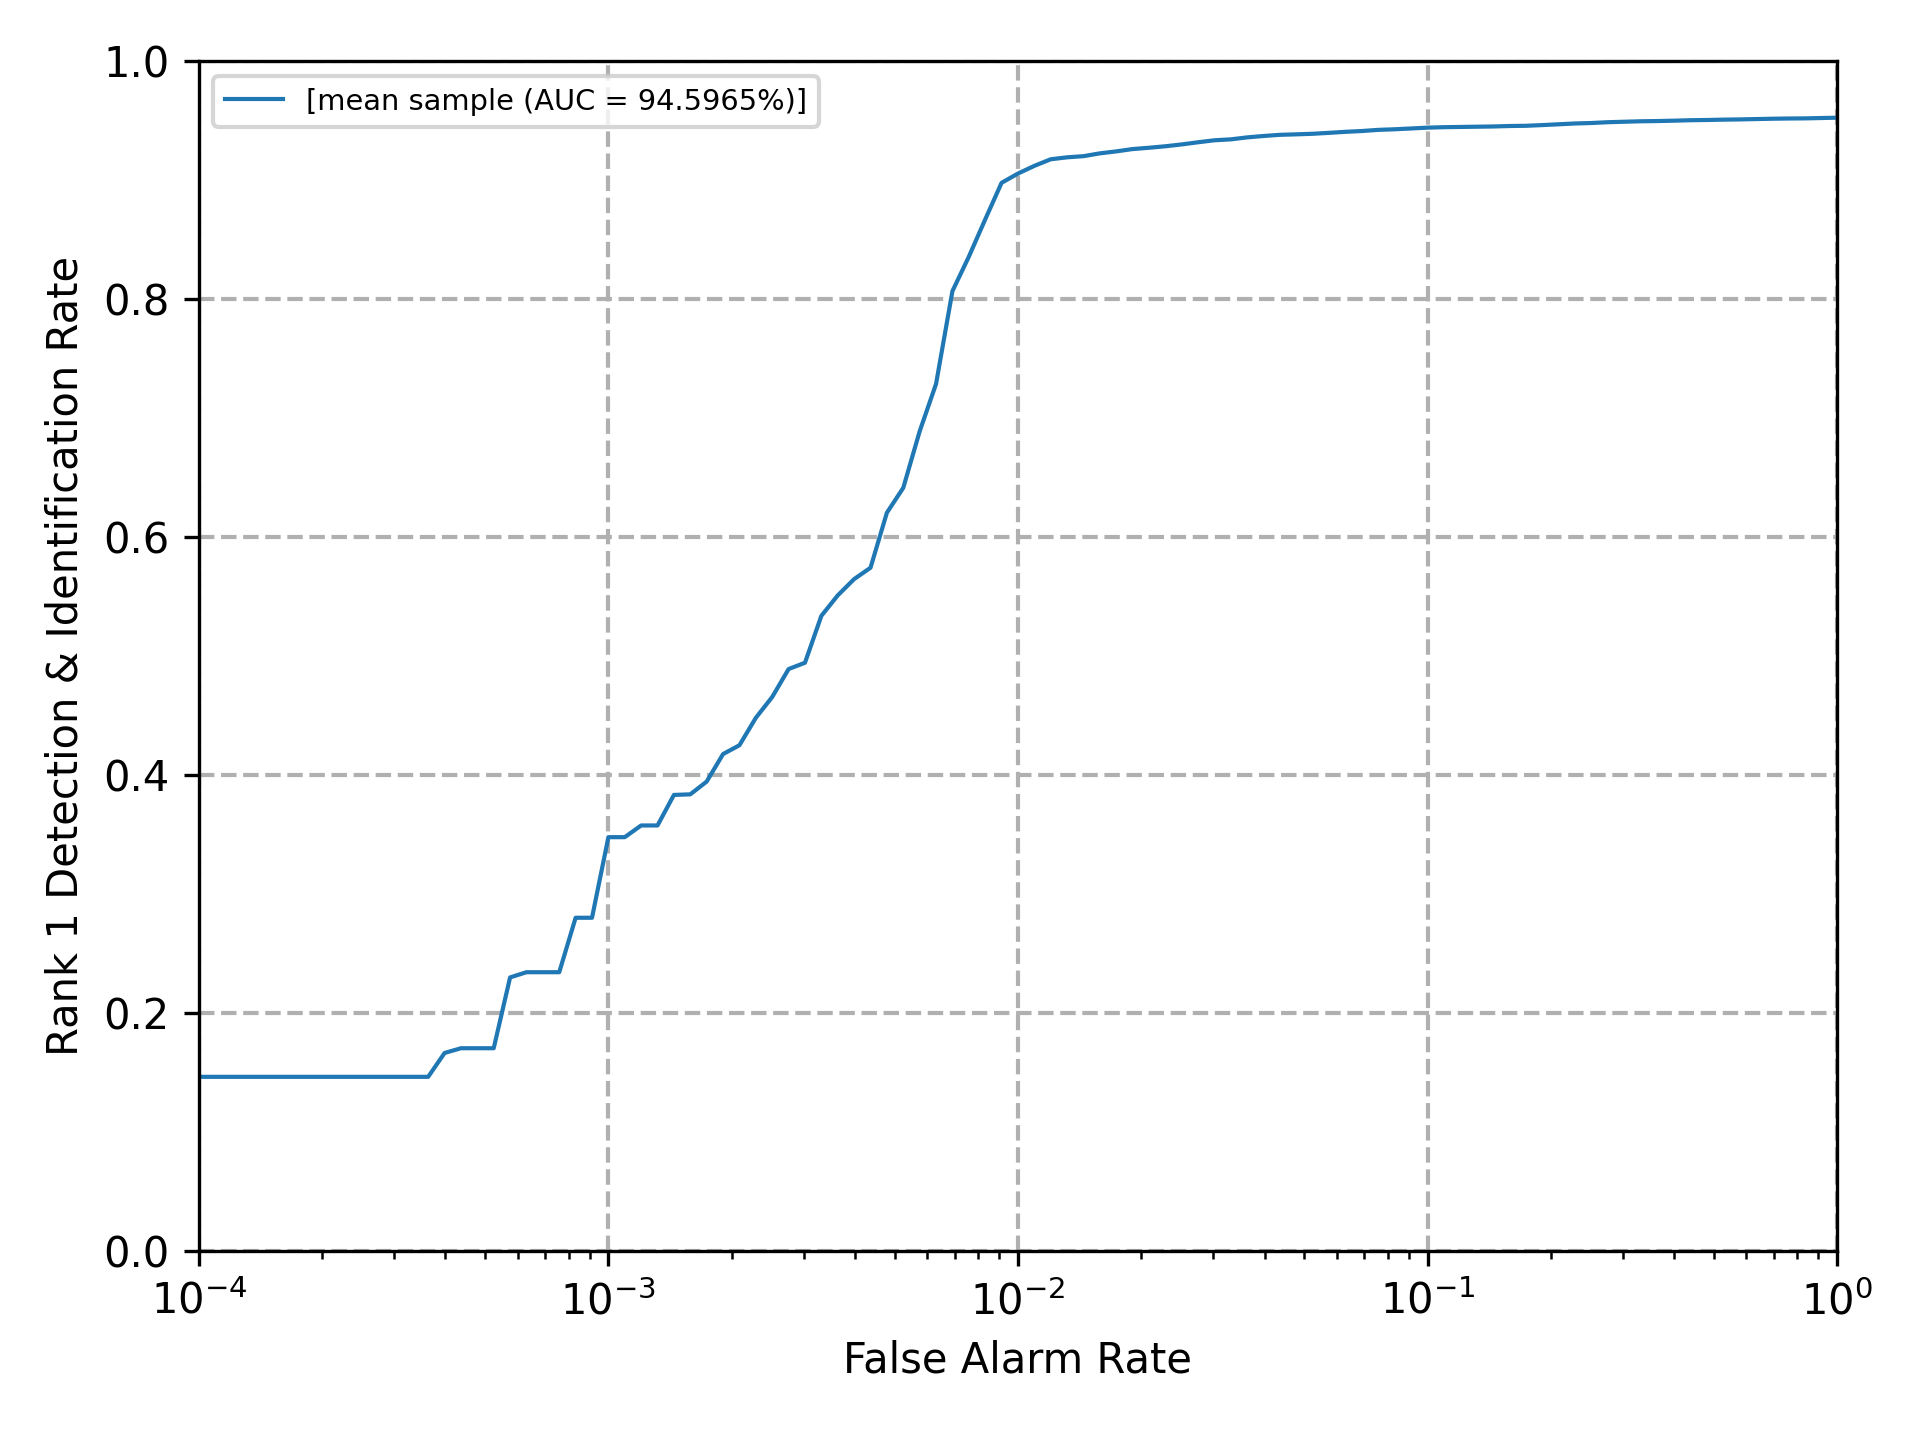 [mean sample (AUC = 94.5965%)]
1.0
0.8
0.6
0.4
0.2
0.0
Rank 1 Detection & Identification Rate
10⁻⁴ 10⁻³ 10⁻² 10⁻¹ 10⁰
False Alarm Rate